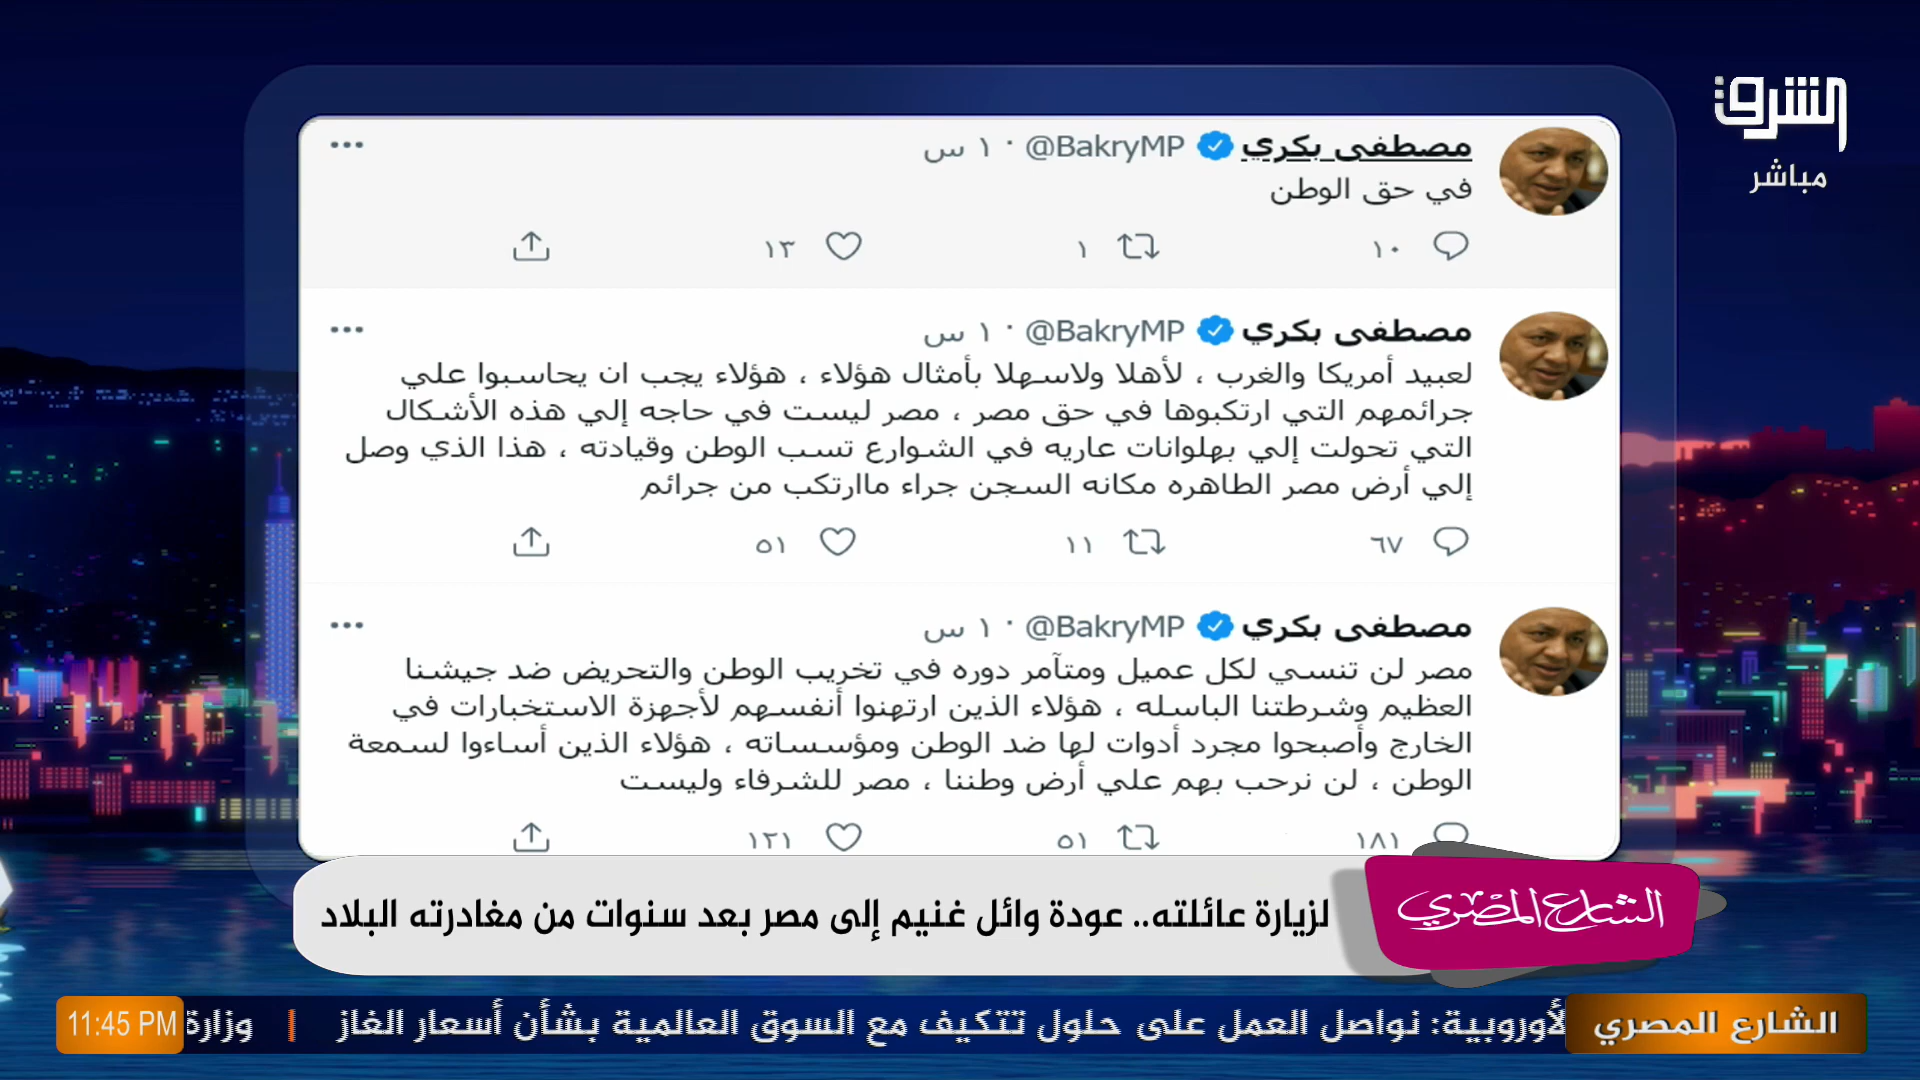 الشرق
مباشر
مصطفى بكري @BakryMP · ١ س
في حق الوطن
١٠ ١ ١٣
مصطفى بكري @BakryMP · ١ س
لعبيد أمريكا والغرب ، لأهلا ولاسهلا بأمثال هؤلاء ، هؤلاء يجب ان يحاسبوا علي
جرائمهم التي ارتكبوها في حق مصر ، مصر ليست في حاجه إلي هذه الأشكال
التي تحولت إلي بهلوانات عاريه في الشوارع تسب الوطن وقيادته ، هذا الذي وصل
إلي أرض مصر الطاهره مكانه السجن جراء ماارتكب من جرائم
٦٧ ١١ ٥١
مصطفى بكري @BakryMP · ١ س
مصر لن تنسي لكل عميل ومتآمر دوره في تخريب الوطن والتحريض ضد جيشنا
العظيم وشرطتنا الباسله ، هؤلاء الذين ارتهنوا أنفسهم لأجهزة الاستخبارات في
الخارج وأصبحوا مجرد أدوات لها ضد الوطن ومؤسساته ، هؤلاء الذين أساءوا لسمعة
الوطن ، لن نرحب بهم علي أرض وطننا ، مصر للشرفاء وليست
١٨١ ٥١ ١٢١
الشارع المصري
لزيارة عائلته.. عودة وائل غنيم إلى مصر بعد سنوات من مغادرته البلاد
الشارع المصري
لأوروبية: نواصل العمل على حلول تتكيف مع السوق العالمية بشأن أسعار الغاز | وزارة
11:45 PM